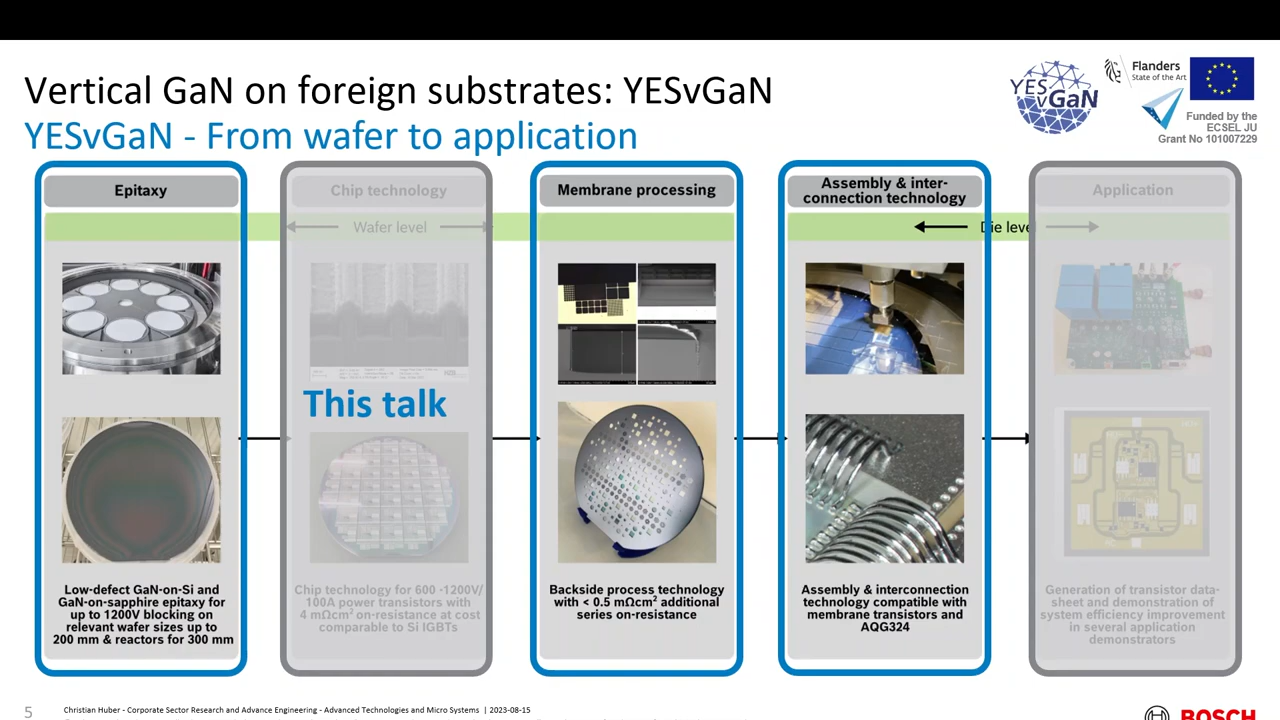 Vertical GaN on foreign substrates: YESvGaN
YESvGaN - From wafer to application
YES
vGaN
Flanders
State of the Art
Funded by the
ECSEL JU
Grant No 101007229
Epitaxy
Low-defect GaN-on-Si and
GaN-on-sapphire epitaxy for
up to 1200V blocking on
relevant wafer sizes up to
200 mm & reactors for 300 mm
Chip technology
Wafer level
This talk
Chip technology for 600 -1200V/
100A power transistors with
4 mΩcm² on-resistance at cost
comparable to Si IGBTs
Membrane processing
Backside process technology
with < 0.5 mΩcm² additional
series on-resistance
Assembly & inter-
connection technology
Die level
Assembly & interconnection
technology compatible with
membrane transistors and
AQG324
Application
Generation of transistor data-
sheet and demonstration of
system efficiency improvement
in several application
demonstrators
5
Christian Huber - Corporate Sector Research and Advance Engineering - Advanced Technologies and Micro Systems | 2023-08-15
BOSCH